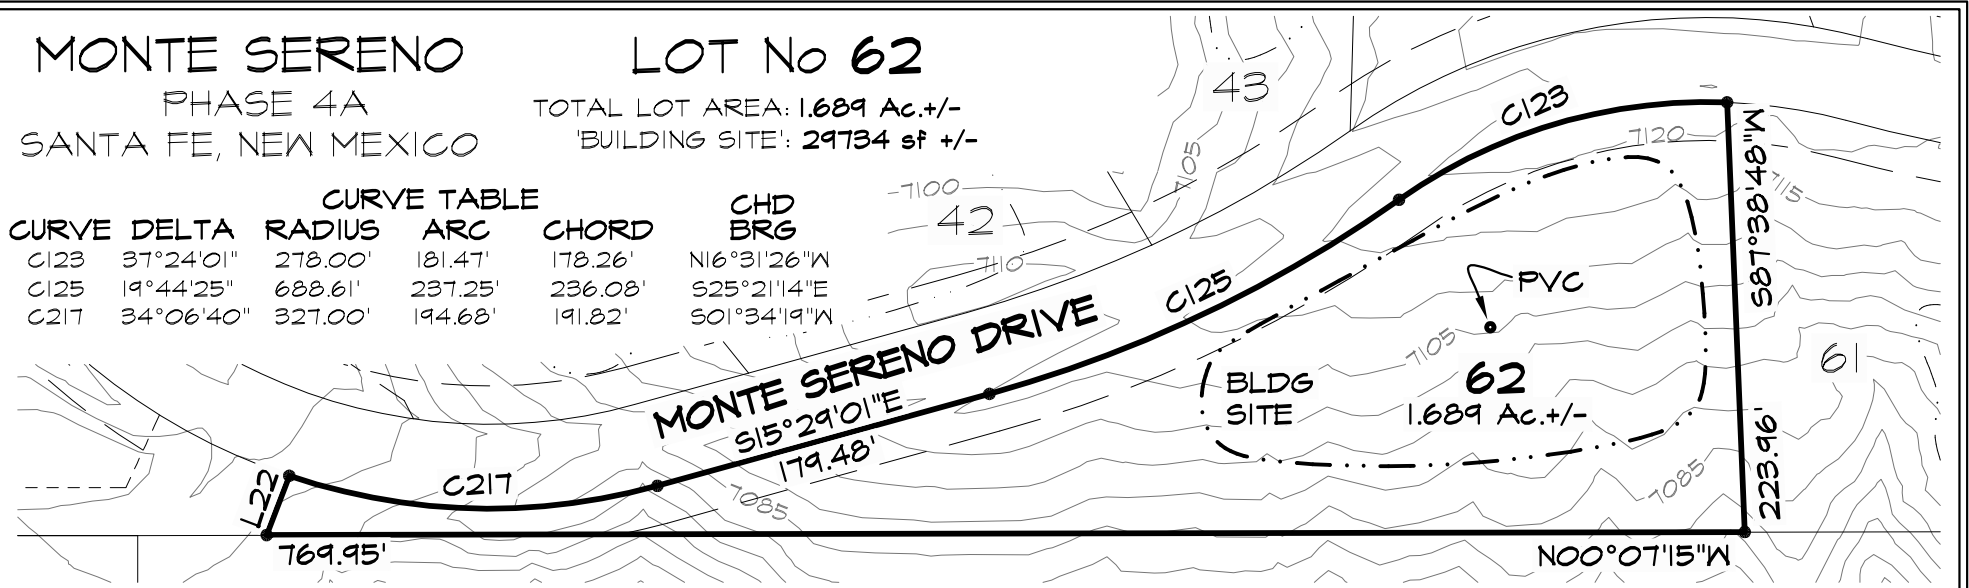 MONTE SERENO
PHASE 4A
SANTA FE, NEW MEXICO
LOT No 62
TOTAL LOT AREA: 1.689 Ac.+/-
'BUILDING SITE': 29734 sf +/-
CURVE TABLE
CURVE DELTA RADIUS ARC CHORD CHD BRG
C123 37°24'01" 278.00' 181.47' 178.26' N16°31'26"W
C125 19°44'25" 688.61' 237.25' 236.08' S25°21'14"E
C217 34°06'40" 327.00' 194.68' 191.82' S01°34'19"W
43
7105
7100
42
7110
C123
7120
7115
S87°38'48"W
C125
PVC
MONTE SERENO DRIVE
S15°29'01"E
179.48'
7105
62
1.689 Ac.+/-
BLDG
SITE
61
223.96'
L22
C217
7085
7085
769.95'
N00°07'15"W